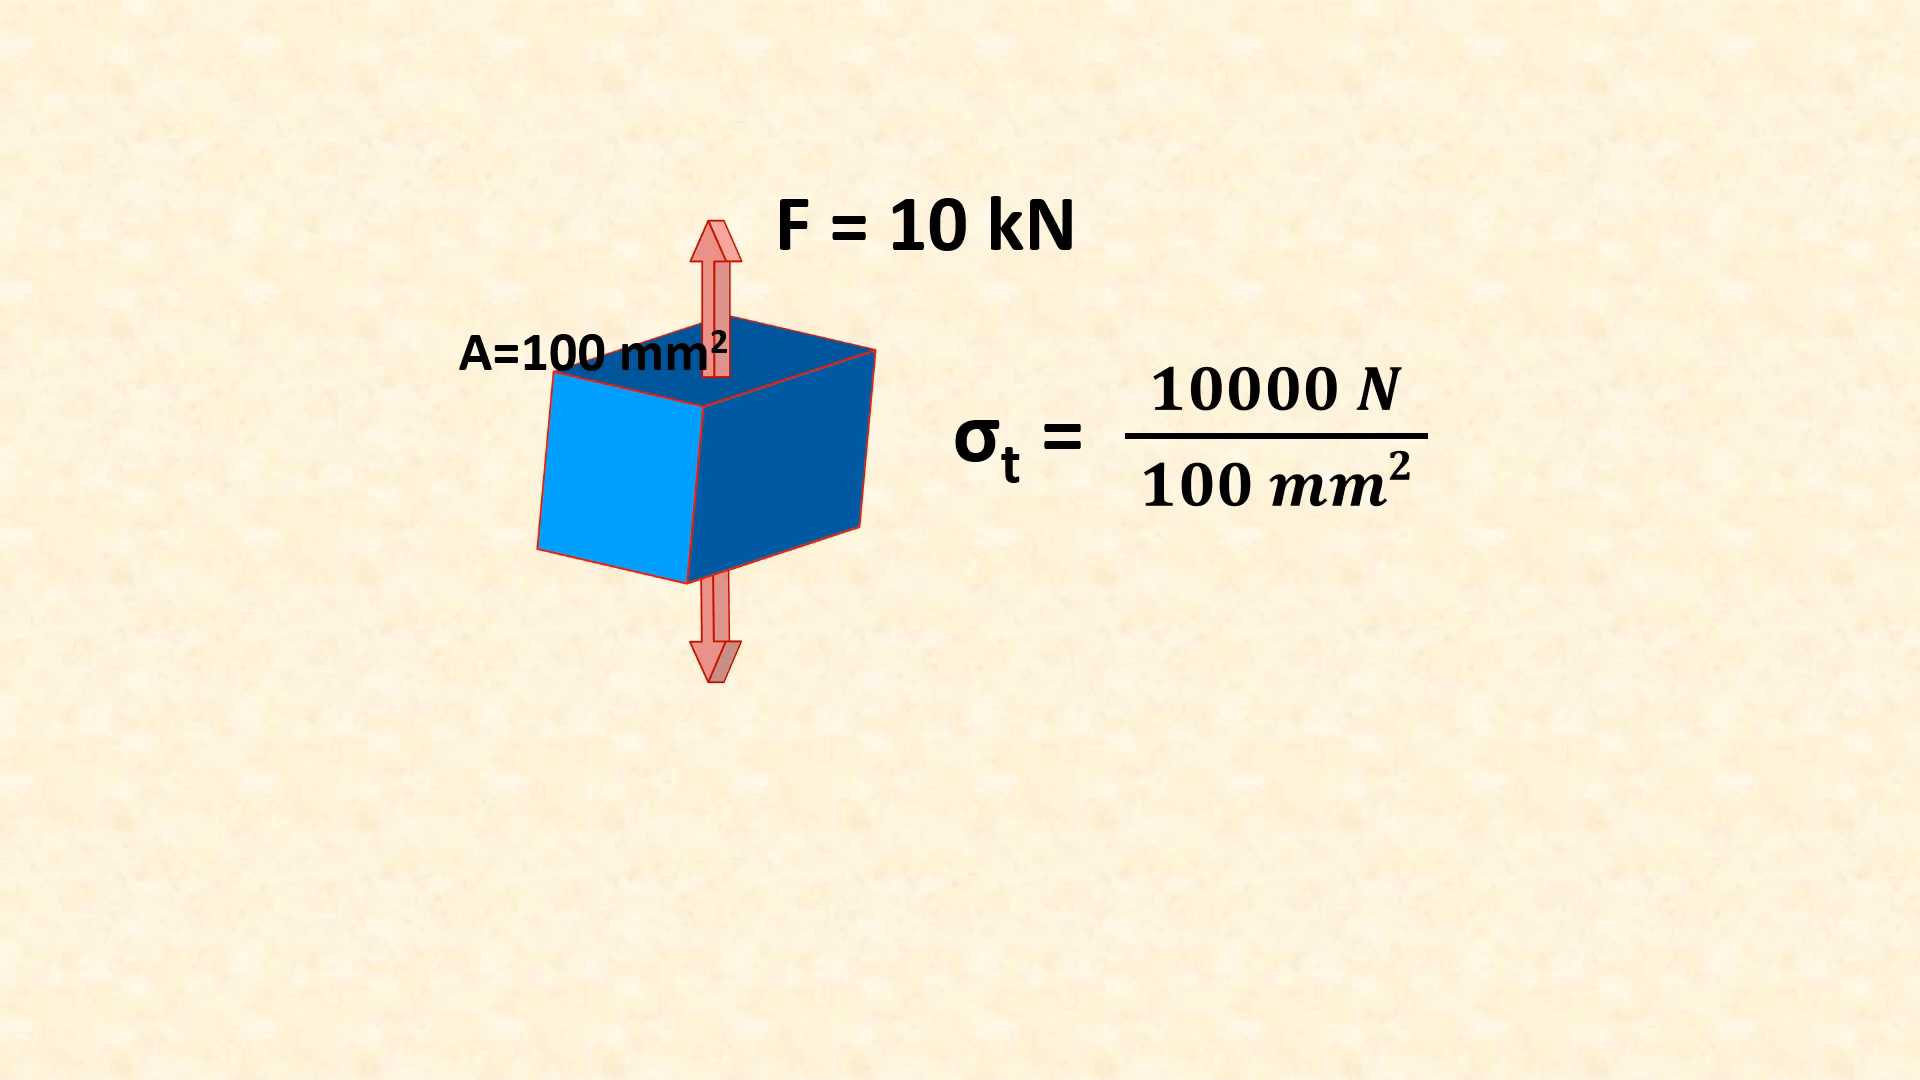 F = 10 kN
A=100 mm²
σt = 10000 N / 100 mm²